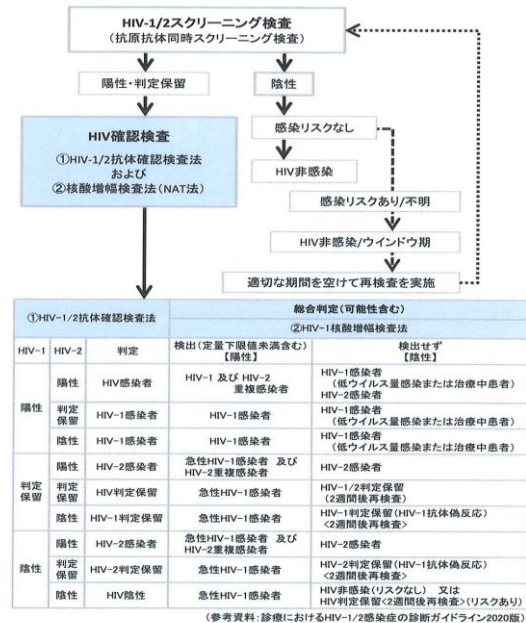 HIV-1/2スクリーニング検査
(抗原抗体同時スクリーニング検査)
陽性・判定保留
陰性
HIV確認検査
①HIV-1/2抗体確認検査法
および
②核酸増幅検査法(NAT法)
感染リスクなし
HIV非感染
感染リスクあり/不明
HIV非感染/ウインドウ期
適切な期間を空けて再検査を実施
①HIV-1/2抗体確認検査法
総合判定(可能性含む)
②HIV-1核酸増幅検査法
HIV-1 HIV-2 判定
検出(定量下限値未満含む)
【陽性】
検出せず
【陰性】
陽性
陽性 HIV感染者
HIV-1 及び HIV-2
重複感染者
HIV-1感染者
(低ウイルス量感染または治療中患者)
HIV-2感染者
判定
保留
HIV-1感染者 HIV-1感染者
HIV-1感染者
(低ウイルス量感染または治療中患者)
陰性 HIV-1感染者 HIV-1感染者
HIV-1感染者
(低ウイルス量感染または治療中患者)
判定
保留
陽性 HIV-2感染者
急性HIV-1感染者 及び
HIV-2重複感染者
HIV-2感染者
判定
保留
HIV判定保留 急性HIV-1感染者
HIV-1/2判定保留
(2週間後再検査)
陰性 HIV-1判定保留 急性HIV-1感染者
HIV-1判定保留(HIV-1抗体偽反応)
<2週間後再検査>
陰性
陽性 HIV-2感染者
急性HIV-1感染者 及び
HIV-2重複感染者
HIV-2感染者
判定
保留
HIV-2判定保留 急性HIV-1感染者
HIV-2判定保留(HIV-1抗体偽反応)
<2週間後再検査>
陰性 HIV陰性 急性HIV-1感染者
HIV非感染(リスクなし) 又は
HIV判定保留<2週間後再検査>(リスクあり)
(参考資料:診療におけるHIV-1/2感染症の診断ガイドライン2020版)